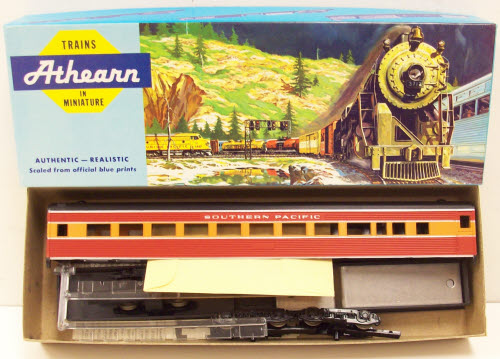 TRAINS
Athearn
IN
MINIATURE
AUTHENTIC — REALISTIC
Scaled from official blue prints
SOUTHERN PACIFIC